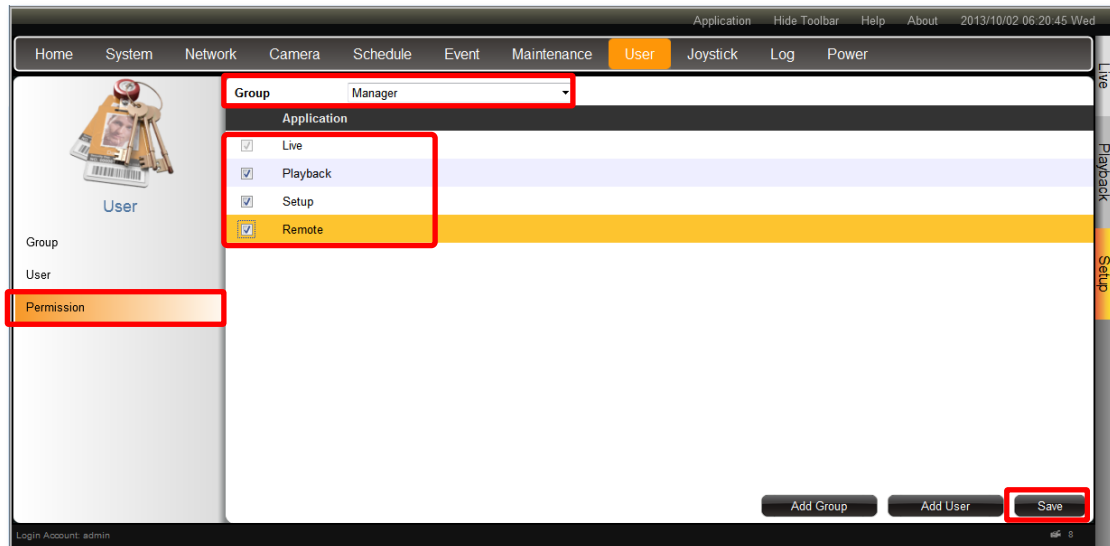 Application Hide Toolbar Help About 2013/10/02 06:20:45 Wed
Home System Network Camera Schedule Event Maintenance User Joystick Log Power
Live
Playback
Setup
User
Group
User
Permission
Group Manager
Application
Live
Playback
Setup
Remote
Add Group Add User Save
Login Account: admin 8